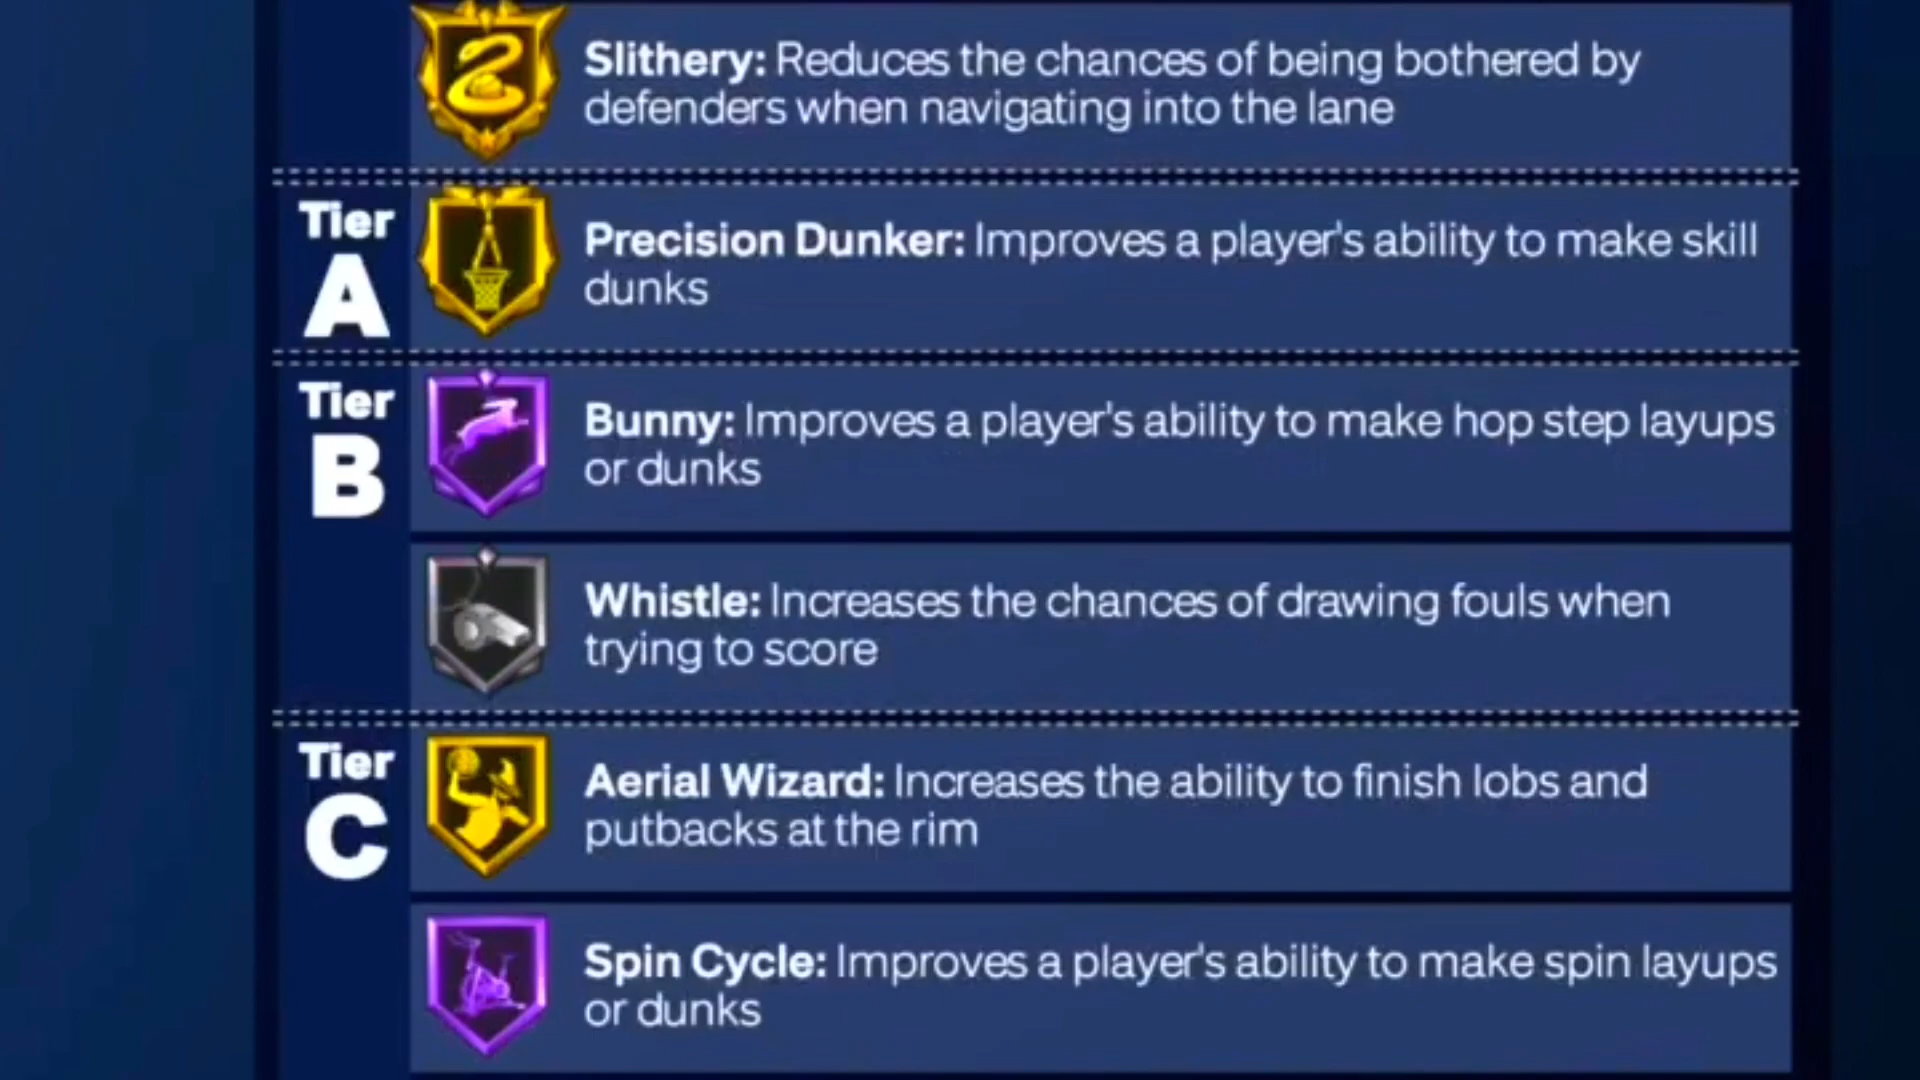 Slithery: Reduces the chances of being bothered by
defenders when navigating into the lane
Tier
A
Precision Dunker: Improves a player's ability to make skill
dunks
Tier
B
Bunny: Improves a player's ability to make hop step layups
or dunks
Whistle: Increases the chances of drawing fouls when
trying to score
Tier
C
Aerial Wizard: Increases the ability to finish lobs and
putbacks at the rim
Spin Cycle: Improves a player's ability to make spin layups
or dunks